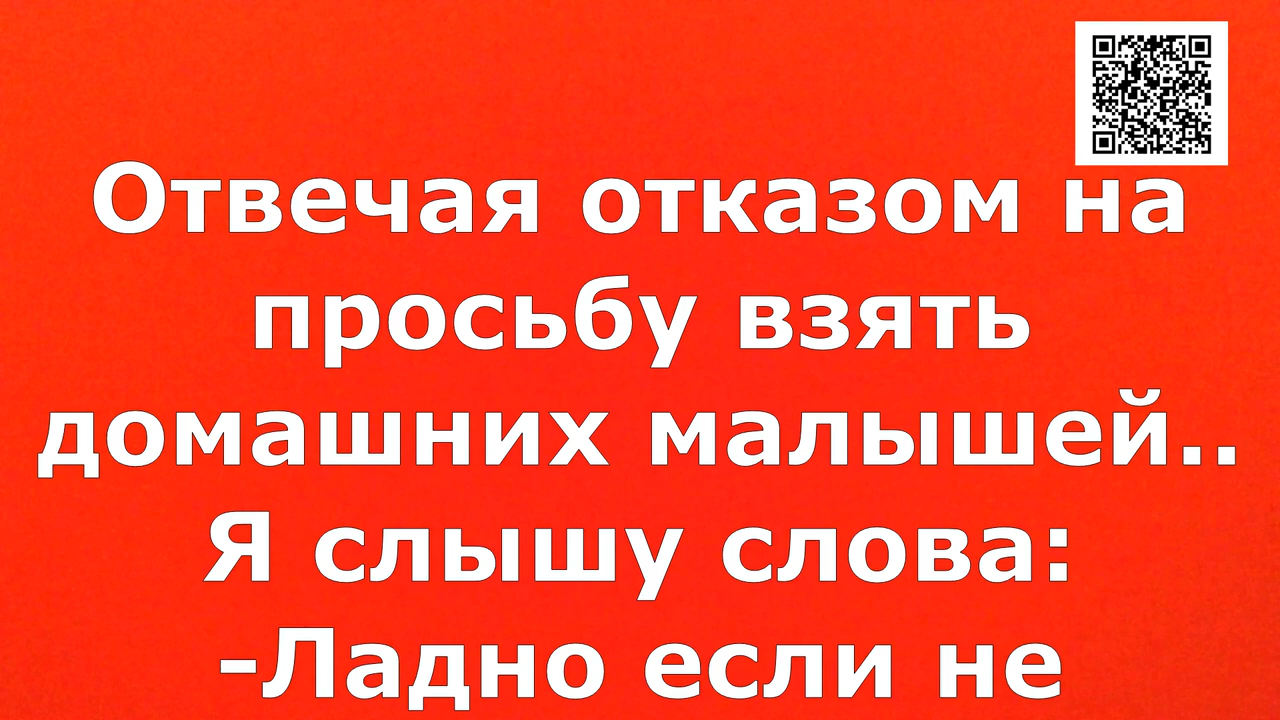 Отвечая отказом на
просьбу взять
домашних малышей..
Я слышу слова:
-Ладно если не